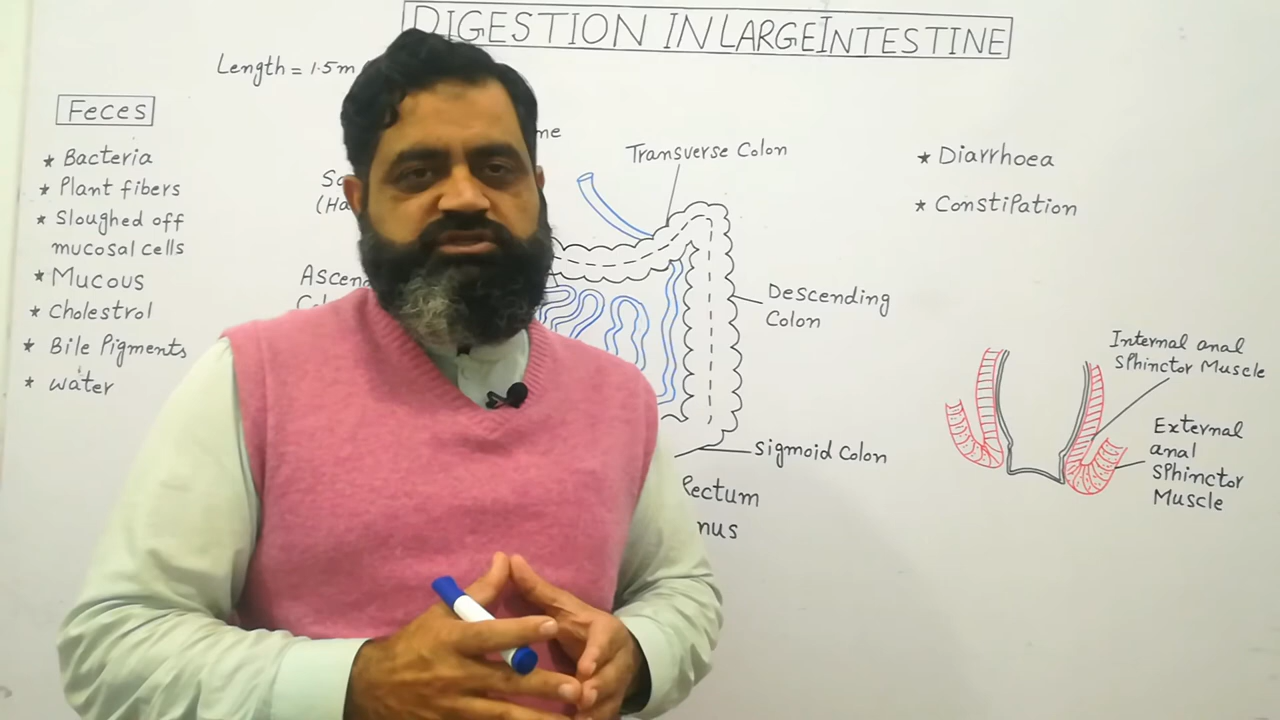 DIGESTION IN LARGE INTESTINE
Length = 1.5m
Feces
* Bacteria
* Plant fibers
* Sloughed off
mucosal cells
* Mucous
* Cholestrol
* Bile Pigments
* water
Transverse Colon
Descending
Colon
Sigmoid Colon
Rectum
* Diarrhoea
* Constipation
Internal anal
Sphinctor Muscle
External
anal
Sphinctor
Muscle